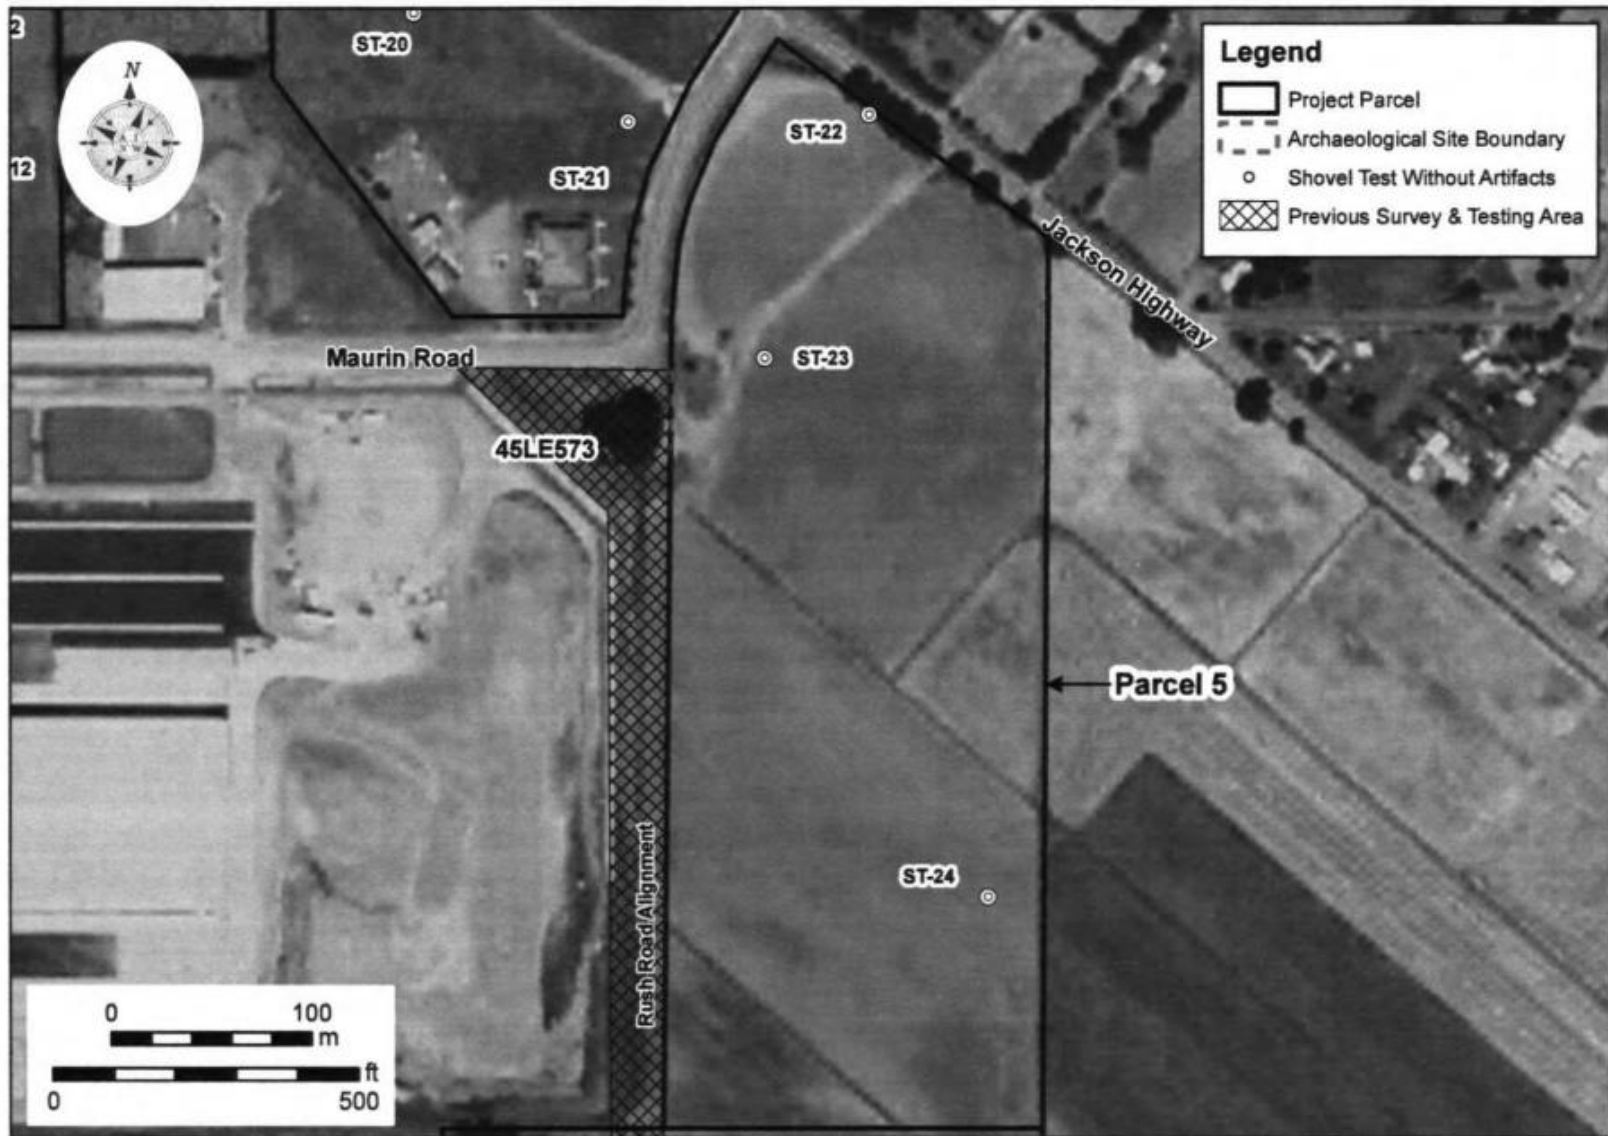 2
12
N
ST-20
ST-21
ST-22
Legend
Project Parcel
Archaeological Site Boundary
Shovel Test Without Artifacts
Previous Survey & Testing Area
Jackson Highway
Maurin Road
ST-23
45LE573
Parcel 5
ST-24
Rush Road Alignment
0 100
m
ft
0 500